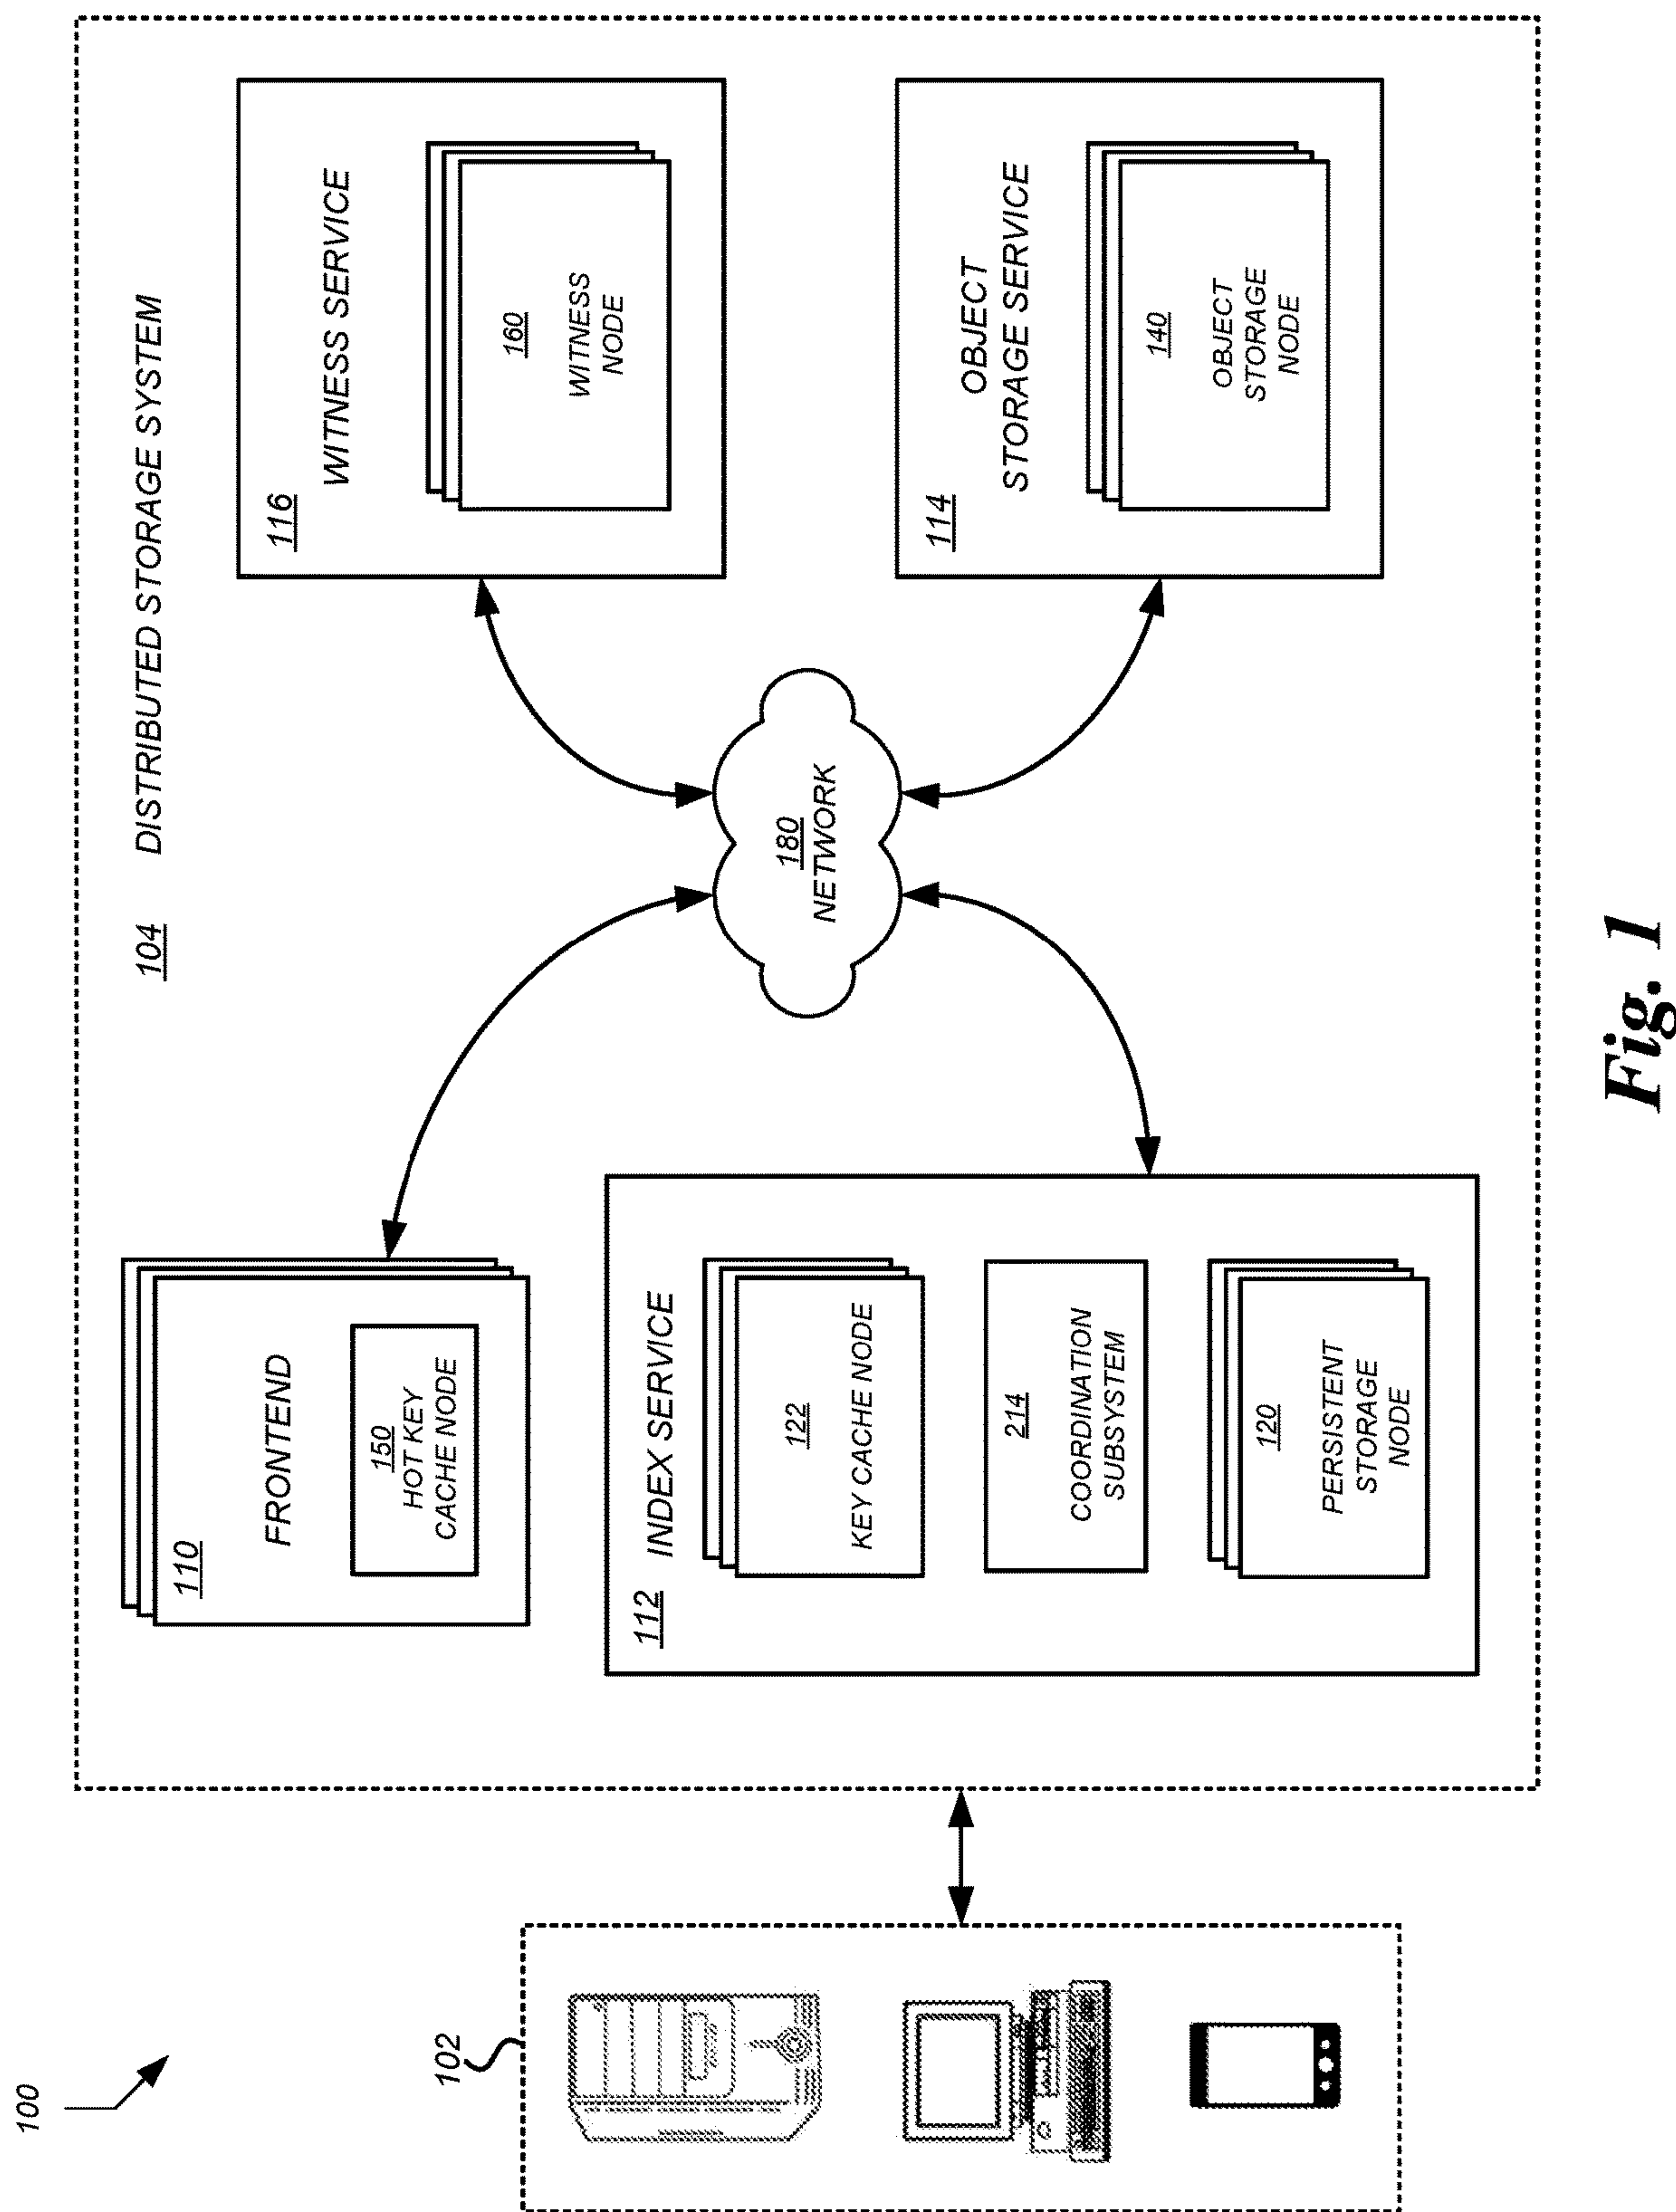 100
102
104 DISTRIBUTED STORAGE SYSTEM
110
FRONTEND
150
HOT KEY
CACHE NODE
112 INDEX SERVICE
122
KEY CACHE NODE
214
COORDINATION
SUBSYSTEM
120
PERSISTENT
STORAGE
NODE
180
NETWORK
116
WITNESS SERVICE
160
WITNESS
NODE
114
OBJECT
STORAGE SERVICE
140
OBJECT
STORAGE
NODE
Fig. 1